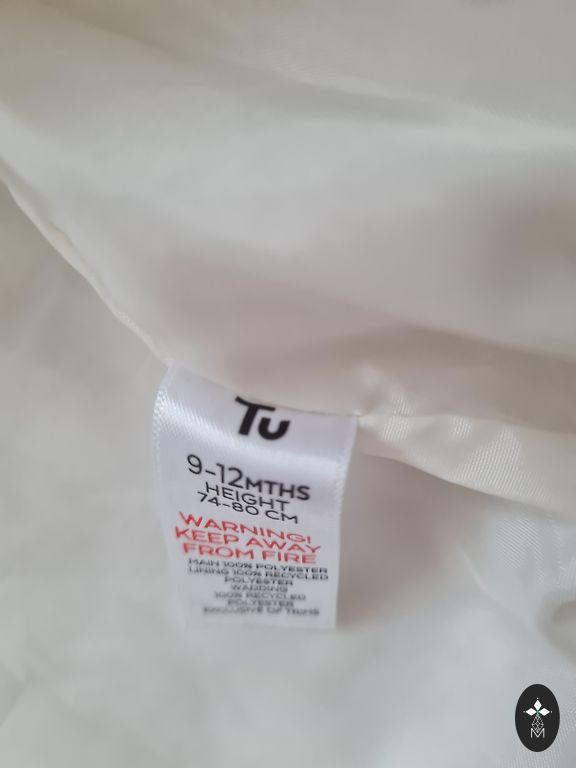 Tu
9-12MTHS
HEIGHT
74-80 CM
WARNING!
KEEP AWAY
FROM FIRE
MAIN 100% POLYESTER
LINING 100% RECYCLED
POLYESTER
WADDING
100% RECYCLED
POLYESTER
EXCLUSIVE OF TRIMS
M